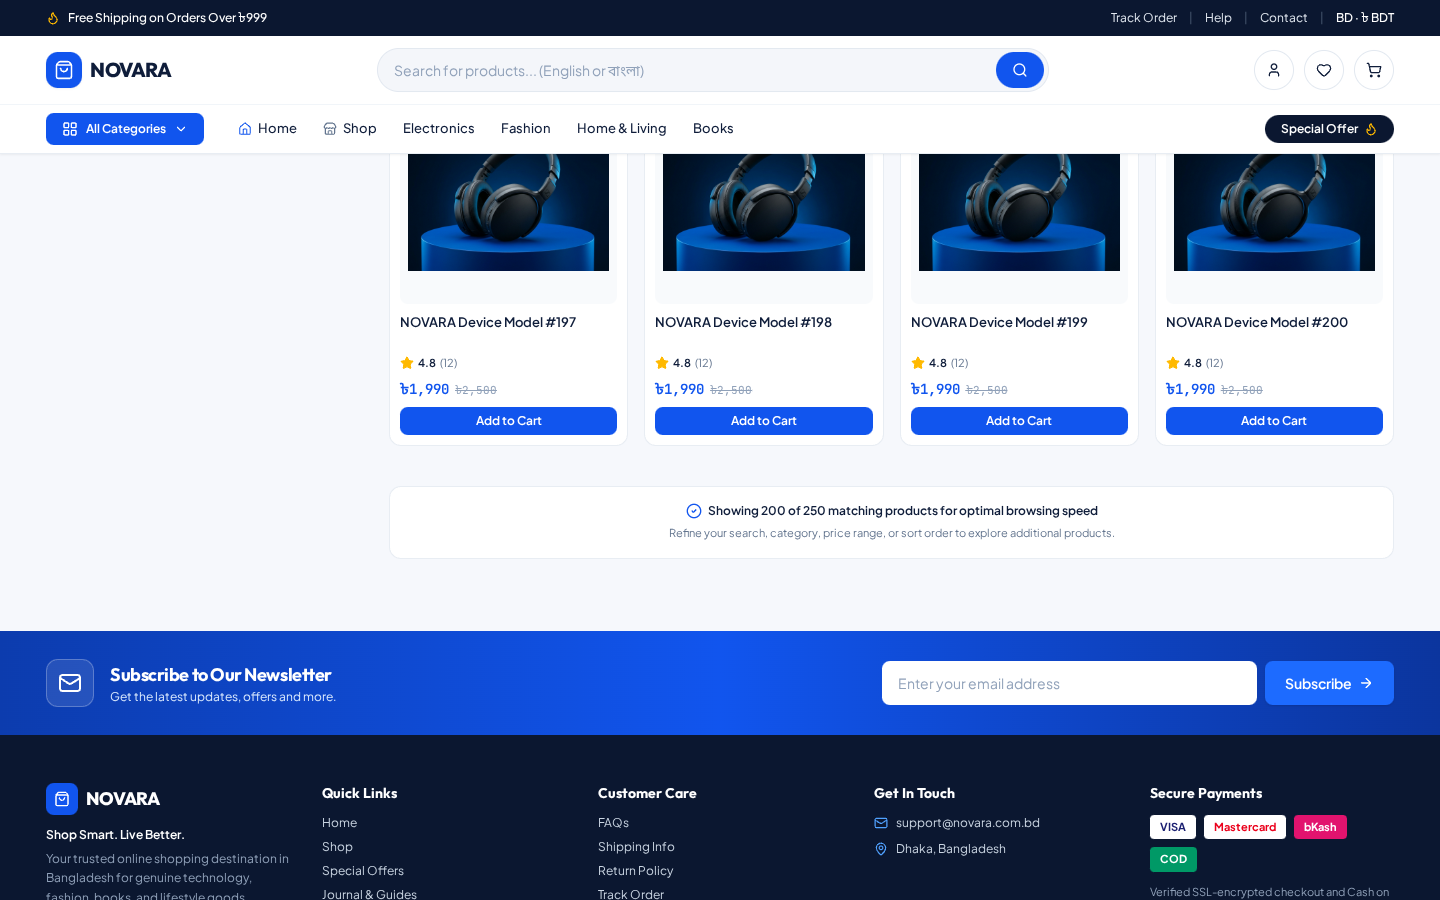 Free Shipping on Orders Over ৳999
Track Order | Help | Contact | BD · ৳ BDT
NOVARA
Search for products... (English or বাংলা)
All Categories
Home
Shop
Electronics
Fashion
Home & Living
Books
Special Offer
NOVARA Device Model #197
NOVARA Device Model #198
NOVARA Device Model #199
NOVARA Device Model #200
4.8 (12)
4.8 (12)
4.8 (12)
4.8 (12)
৳1,990 ৳2,500
৳1,990 ৳2,500
৳1,990 ৳2,500
৳1,990 ৳2,500
Add to Cart
Add to Cart
Add to Cart
Add to Cart
Showing 200 of 250 matching products for optimal browsing speed
Refine your search, category, price range, or sort order to explore additional products.
Subscribe to Our Newsletter
Get the latest updates, offers and more.
Enter your email address
Subscribe
NOVARA
Shop Smart. Live Better.
Your trusted online shopping destination in
Bangladesh for genuine technology,
fashion, books, and lifestyle goods
Quick Links
Home
Shop
Special Offers
Journal & Guides
Customer Care
FAQs
Shipping Info
Return Policy
Track Order
Get In Touch
support@novara.com.bd
Dhaka, Bangladesh
Secure Payments
VISA
Mastercard
bKash
COD
Verified SSL-encrypted checkout and Cash on